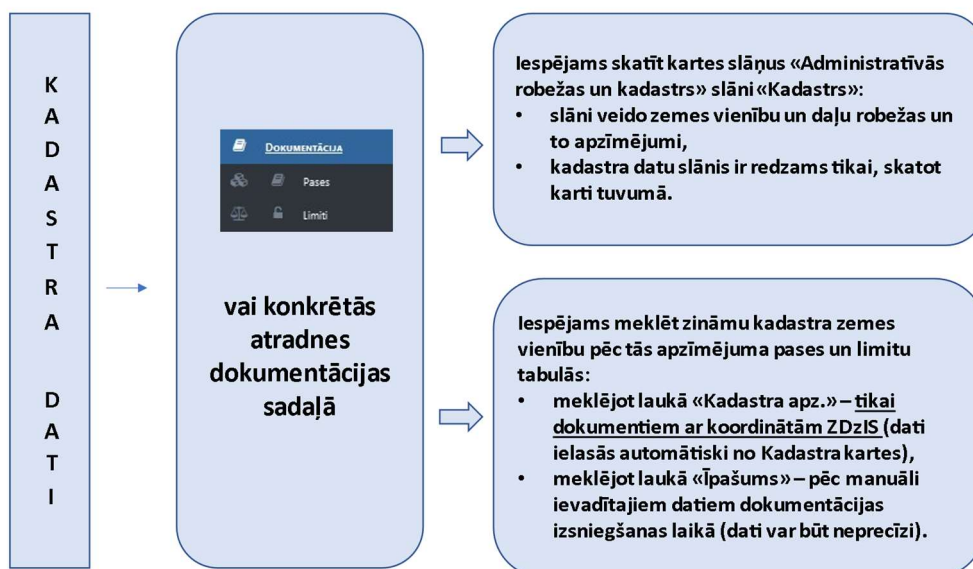 KADASTRA DATI
DOKUMENTĀCIJA
Pases
Limiti
vai konkrētās
atradnes
dokumentācijas
sadaļā
Iespējams skatīt kartes slāņus «Administratīvās
robežas un kadastrs» slāni «Kadastrs»:
• slāni veido zemes vienību un daļu robežas un
to apzīmējumi,
• kadastra datu slānis ir redzams tikai, skatot
karti tuvumā.
Iespējams meklēt zināmu kadastra zemes
vienību pēc tās apzīmējuma pases un limitu
tabulās:
• meklējot laukā «Kadastra apz.» – tikai
dokumentiem ar koordinātām ZDzIS (dati
ielasās automātiski no Kadastra kartes),
• meklējot laukā «Īpašums» – pēc manuāli
ievadītajiem datiem dokumentācijas
izsniegšanas laikā (dati var būt neprecīzi).